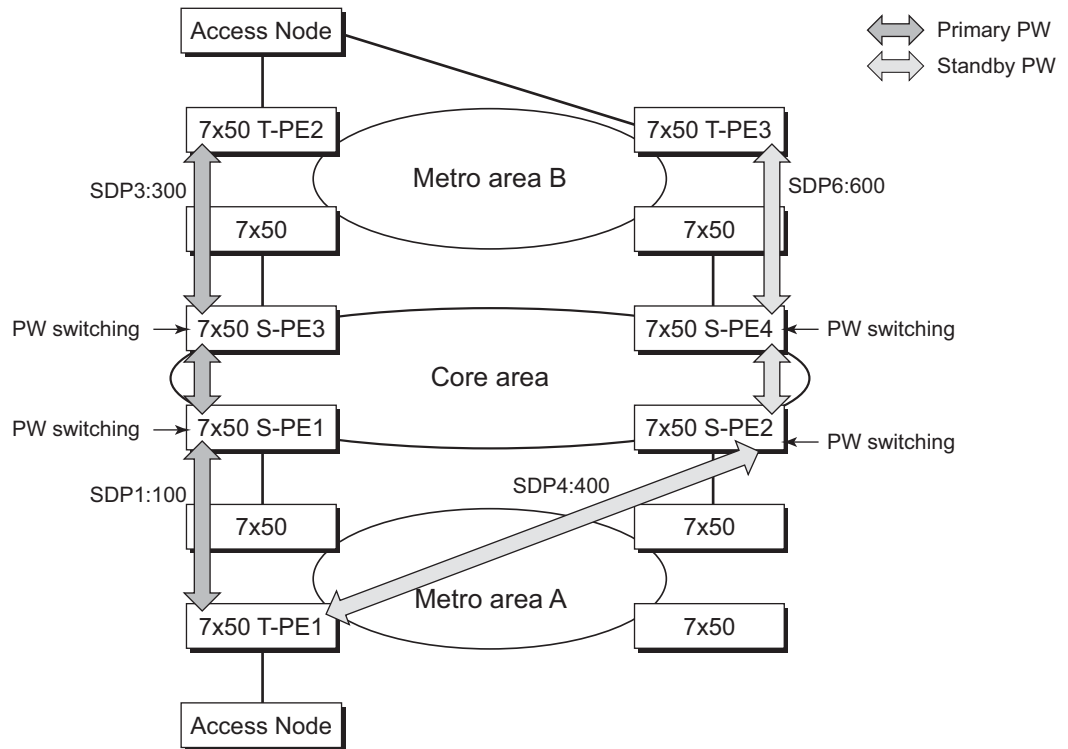 Access Node
Primary PW
Standby PW
7x50 T-PE2
7x50 T-PE3
Metro area B
SDP3:300
SDP6:600
7x50
7x50
PW switching
7x50 S-PE3
7x50 S-PE4
PW switching
Core area
PW switching
7x50 S-PE1
7x50 S-PE2
PW switching
SDP1:100
SDP4:400
7x50
7x50
Metro area A
7x50 T-PE1
7x50
Access Node